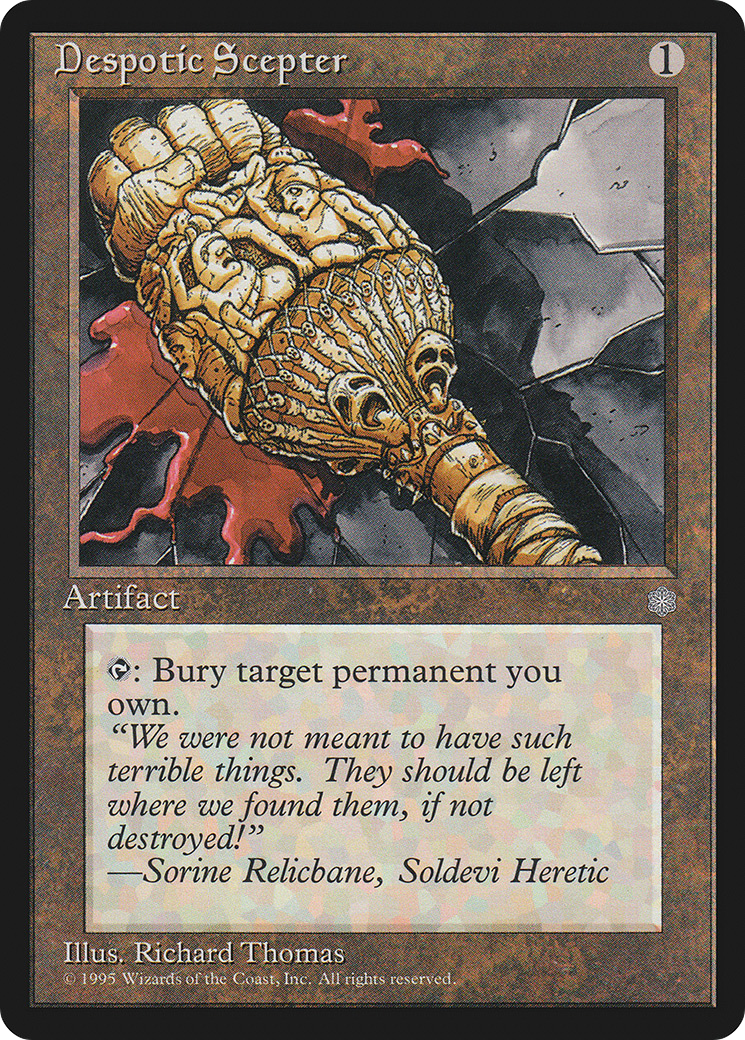 Despotic Scepter
1
Artifact
: Bury target permanent you
own.
“We were not meant to have such
terrible things. They should be left
where we found them, if not
destroyed!”
—Sorine Relicbane, Soldevi Heretic
Illus. Richard Thomas
© 1995 Wizards of the Coast, Inc. All rights reserved.